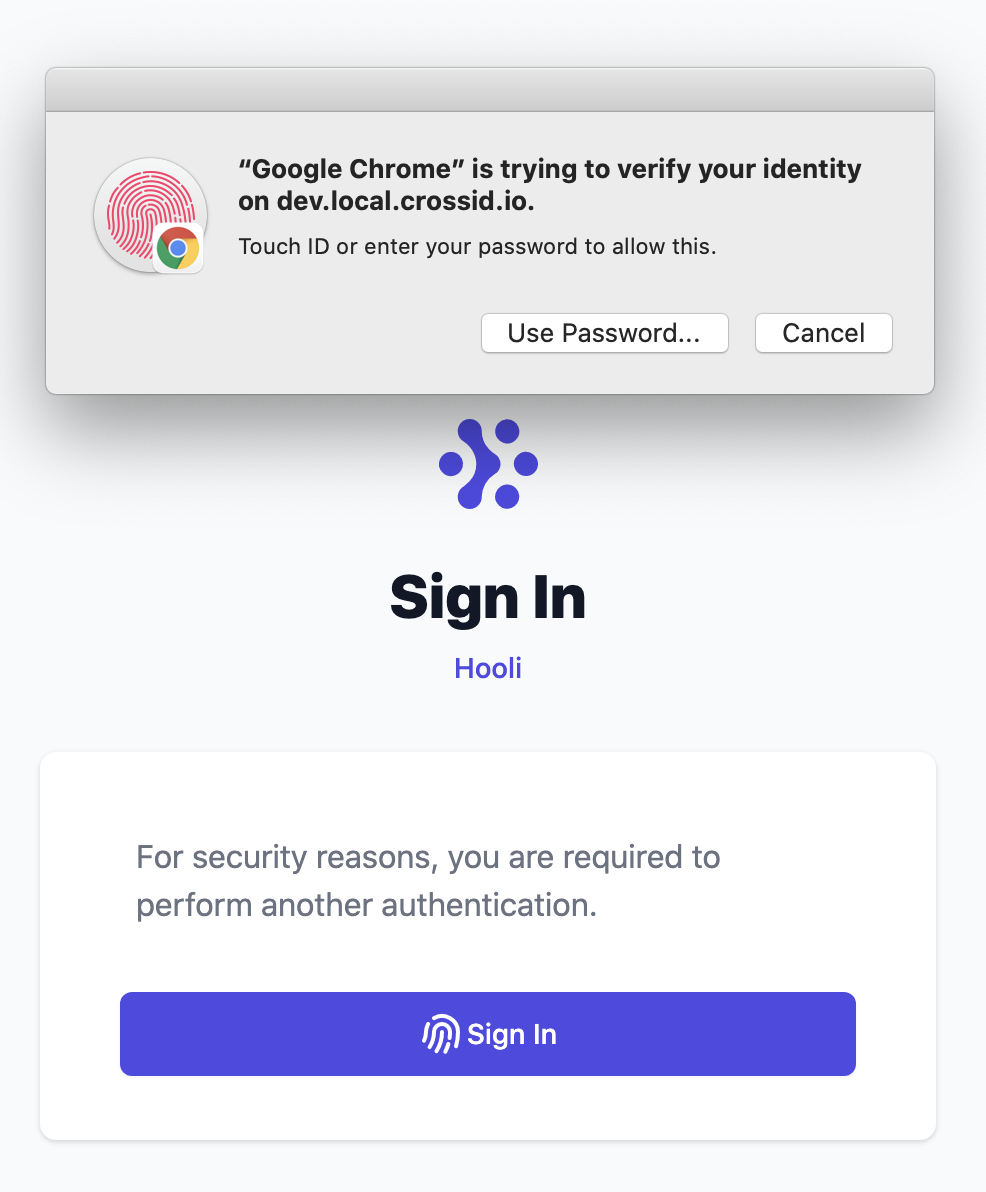 “Google Chrome” is trying to verify your identity
on dev.local.crossid.io.
Touch ID or enter your password to allow this.
Use Password...
Cancel
Sign In
Hooli
For security reasons, you are required to
perform another authentication.
Sign In